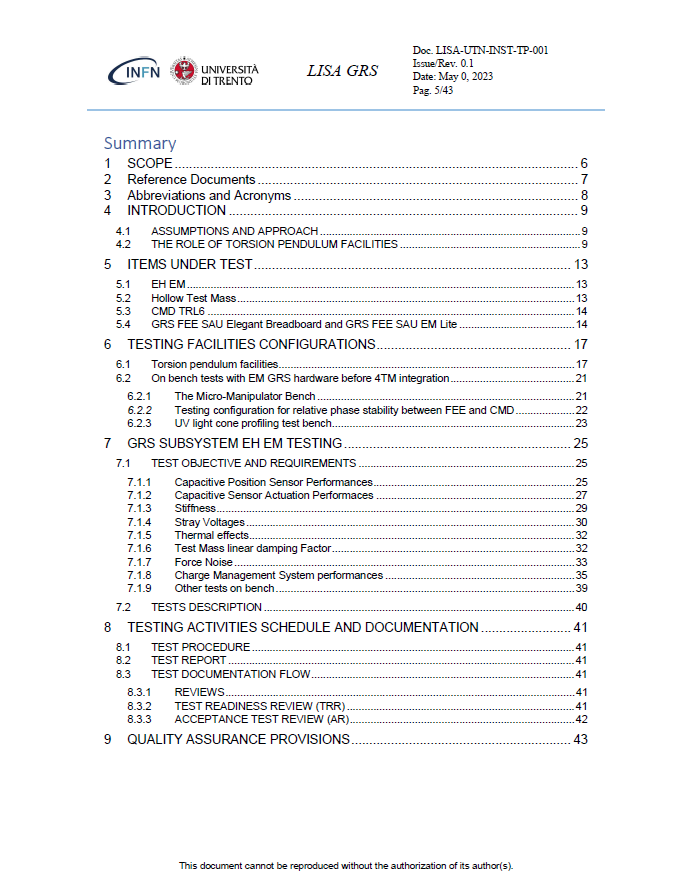 INFN
UNIVERSITÀ
DI TRENTO
LISA GRS
Doc. LISA-UTN-INST-TP-001
Issue/Rev. 0.1
Date: May 0, 2023
Pag. 5/43
Summary
1 SCOPE 6
2 Reference Documents 7
3 Abbreviations and Acronyms 8
4 INTRODUCTION 9
4.1 ASSUMPTIONS AND APPROACH 9
4.2 THE ROLE OF TORSION PENDULUM FACILITIES 9
5 ITEMS UNDER TEST 13
5.1 EH EM 13
5.2 Hollow Test Mass 13
5.3 CMD TRL6 14
5.4 GRS FEE SAU Elegant Breadboard and GRS FEE SAU EM Lite 14
6 TESTING FACILITIES CONFIGURATIONS 17
6.1 Torsion pendulum facilities 17
6.2 On bench tests with EM GRS hardware before 4TM integration 21
6.2.1 The Micro-Manipulator Bench 21
6.2.2 Testing configuration for relative phase stability between FEE and CMD 22
6.2.3 UV light cone profiling test bench 23
7 GRS SUBSYSTEM EH EM TESTING 25
7.1 TEST OBJECTIVE AND REQUIREMENTS 25
7.1.1 Capacitive Position Sensor Performances 25
7.1.2 Capacitive Sensor Actuation Performaces 27
7.1.3 Stiffness 29
7.1.4 Stray Voltages 30
7.1.5 Thermal effects 32
7.1.6 Test Mass linear damping Factor 32
7.1.7 Force Noise 33
7.1.8 Charge Management System performances 35
7.1.9 Other tests on bench 39
7.2 TESTS DESCRIPTION 40
8 TESTING ACTIVITIES SCHEDULE AND DOCUMENTATION 41
8.1 TEST PROCEDURE 41
8.2 TEST REPORT 41
8.3 TEST DOCUMENTATION FLOW 41
8.3.1 REVIEWS 41
8.3.2 TEST READINESS REVIEW (TRR) 41
8.3.3 ACCEPTANCE TEST REVIEW (AR) 42
9 QUALITY ASSURANCE PROVISIONS 43
This document cannot be reproduced without the authorization of its author(s).